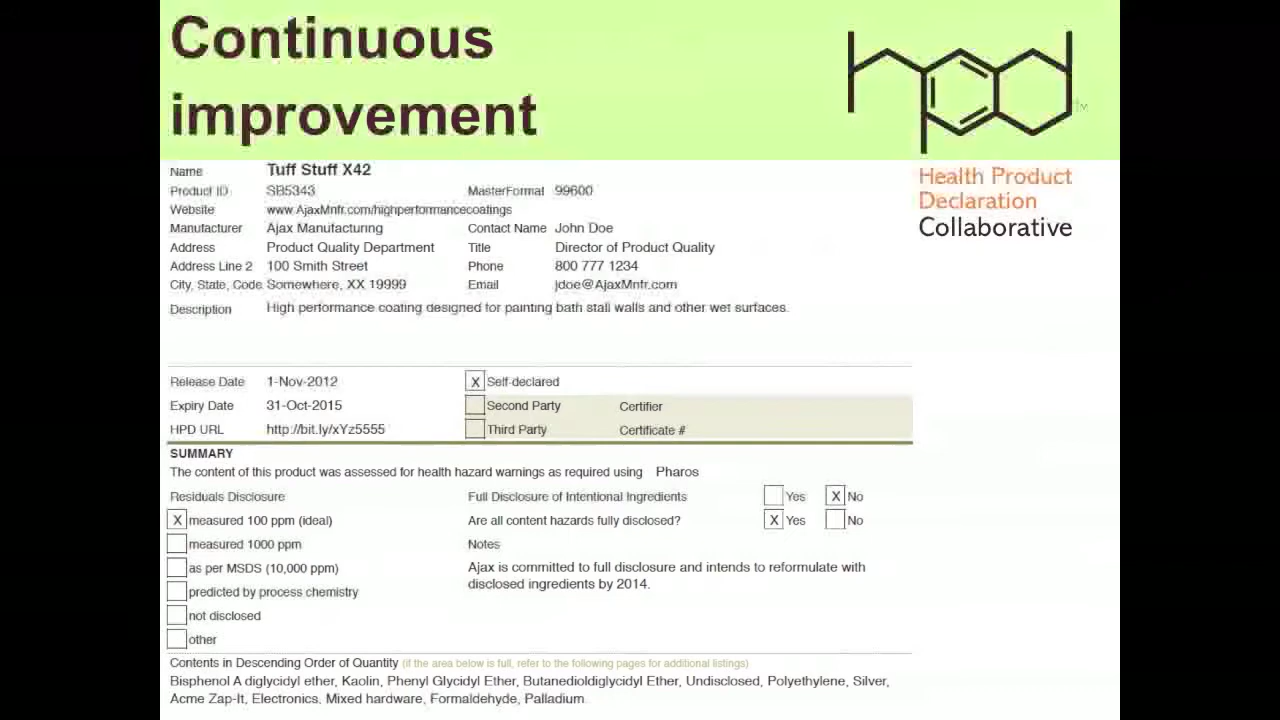 Continuous
improvement
hpd
TM
Health Product
Declaration
Collaborative
Name Tuff Stuff X42
Product ID SB5343 MasterFormat 99600
Website www.AjaxMnfr.com/highperformancecoatings
Manufacturer Ajax Manufacturing Contact Name John Doe
Address Product Quality Department Title Director of Product Quality
Address Line 2 100 Smith Street Phone 800 777 1234
City, State, Code Somewhere, XX 19999 Email jdoe@AjaxMnfr.com
Description High performance coating designed for painting bath stall walls and other wet surfaces.
Release Date 1-Nov-2012 X Self-declared
Expiry Date 31-Oct-2015 Second Party Certifier
HPD URL http://bit.ly/xYz5555 Third Party Certificate #
SUMMARY
The content of this product was assessed for health hazard warnings as required using Pharos
Residuals Disclosure Full Disclosure of Intentional Ingredients Yes X No
X measured 100 ppm (ideal) Are all content hazards fully disclosed? X Yes No
measured 1000 ppm Notes
as per MSDS (10,000 ppm) Ajax is committed to full disclosure and intends to reformulate with
disclosed ingredients by 2014.
predicted by process chemistry
not disclosed
other
Contents in Descending Order of Quantity (if the area below is full, refer to the following pages for additional listings)
Bisphenol A diglycidyl ether, Kaolin, Phenyl Glycidyl Ether, Butanedioldiglycidyl Ether, Undisclosed, Polyethylene, Silver,
Acme Zap-It, Electronics, Mixed hardware, Formaldehyde, Palladium